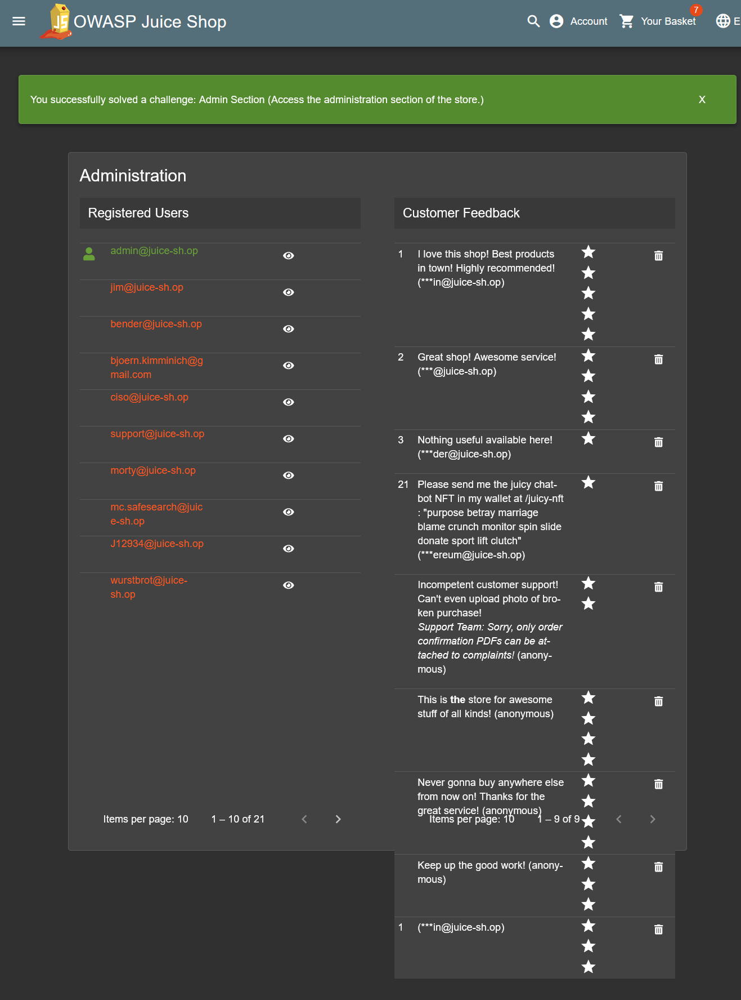 OWASP Juice Shop
Account
Your Basket
7
E
You successfully solved a challenge: Admin Section (Access the administration section of the store.)
X
Administration
Registered Users
admin@juice-sh.op
jim@juice-sh.op
bender@juice-sh.op
bjoern.kimminich@g
mail.com
ciso@juice-sh.op
support@juice-sh.op
morty@juice-sh.op
mc.safesearch@juic
e-sh.op
J12934@juice-sh.op
wurstbrot@juice-
sh.op
Items per page: 10
1 – 10 of 21
Customer Feedback
1 I love this shop! Best products
in town! Highly recommended!
(***in@juice-sh.op)
2 Great shop! Awesome service!
(***@juice-sh.op)
3 Nothing useful available here!
(***der@juice-sh.op)
21 Please send me the juicy chat-
bot NFT in my wallet at /juicy-nft
: "purpose betray marriage
blame crunch monitor spin slide
donate sport lift clutch"
(***ereum@juice-sh.op)
Incompetent customer support!
Can't even upload photo of bro-
ken purchase!
Support Team: Sorry, only order
confirmation PDFs can be at-
tached to complaints! (anony-
mous)
This is the store for awesome
stuff of all kinds! (anonymous)
Never gonna buy anywhere else
from now on! Thanks for the
great service! (anonymous)
Items per page: 10
1 – 9 of 9
Keep up the good work! (anony-
mous)
1 (***in@juice-sh.op)